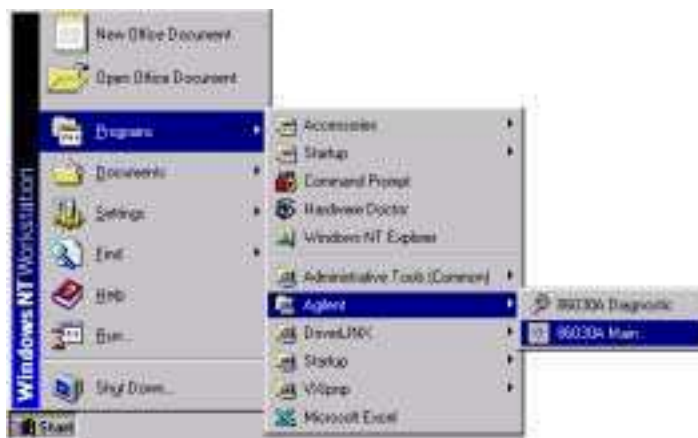 New Office Document
Open Office Document
Programs
Documents
Settings
Find
Help
Run...
Shut Down...
Start
Windows NT Workstation
Accessories
Startup
Command Prompt
Hardware Doctor
Windows NT Explorer
Administrative Tools (Common)
Agilent
DriveLINX
Startup
VXIpnp
Microsoft Excel
86030A Diagnostic
86030A Main